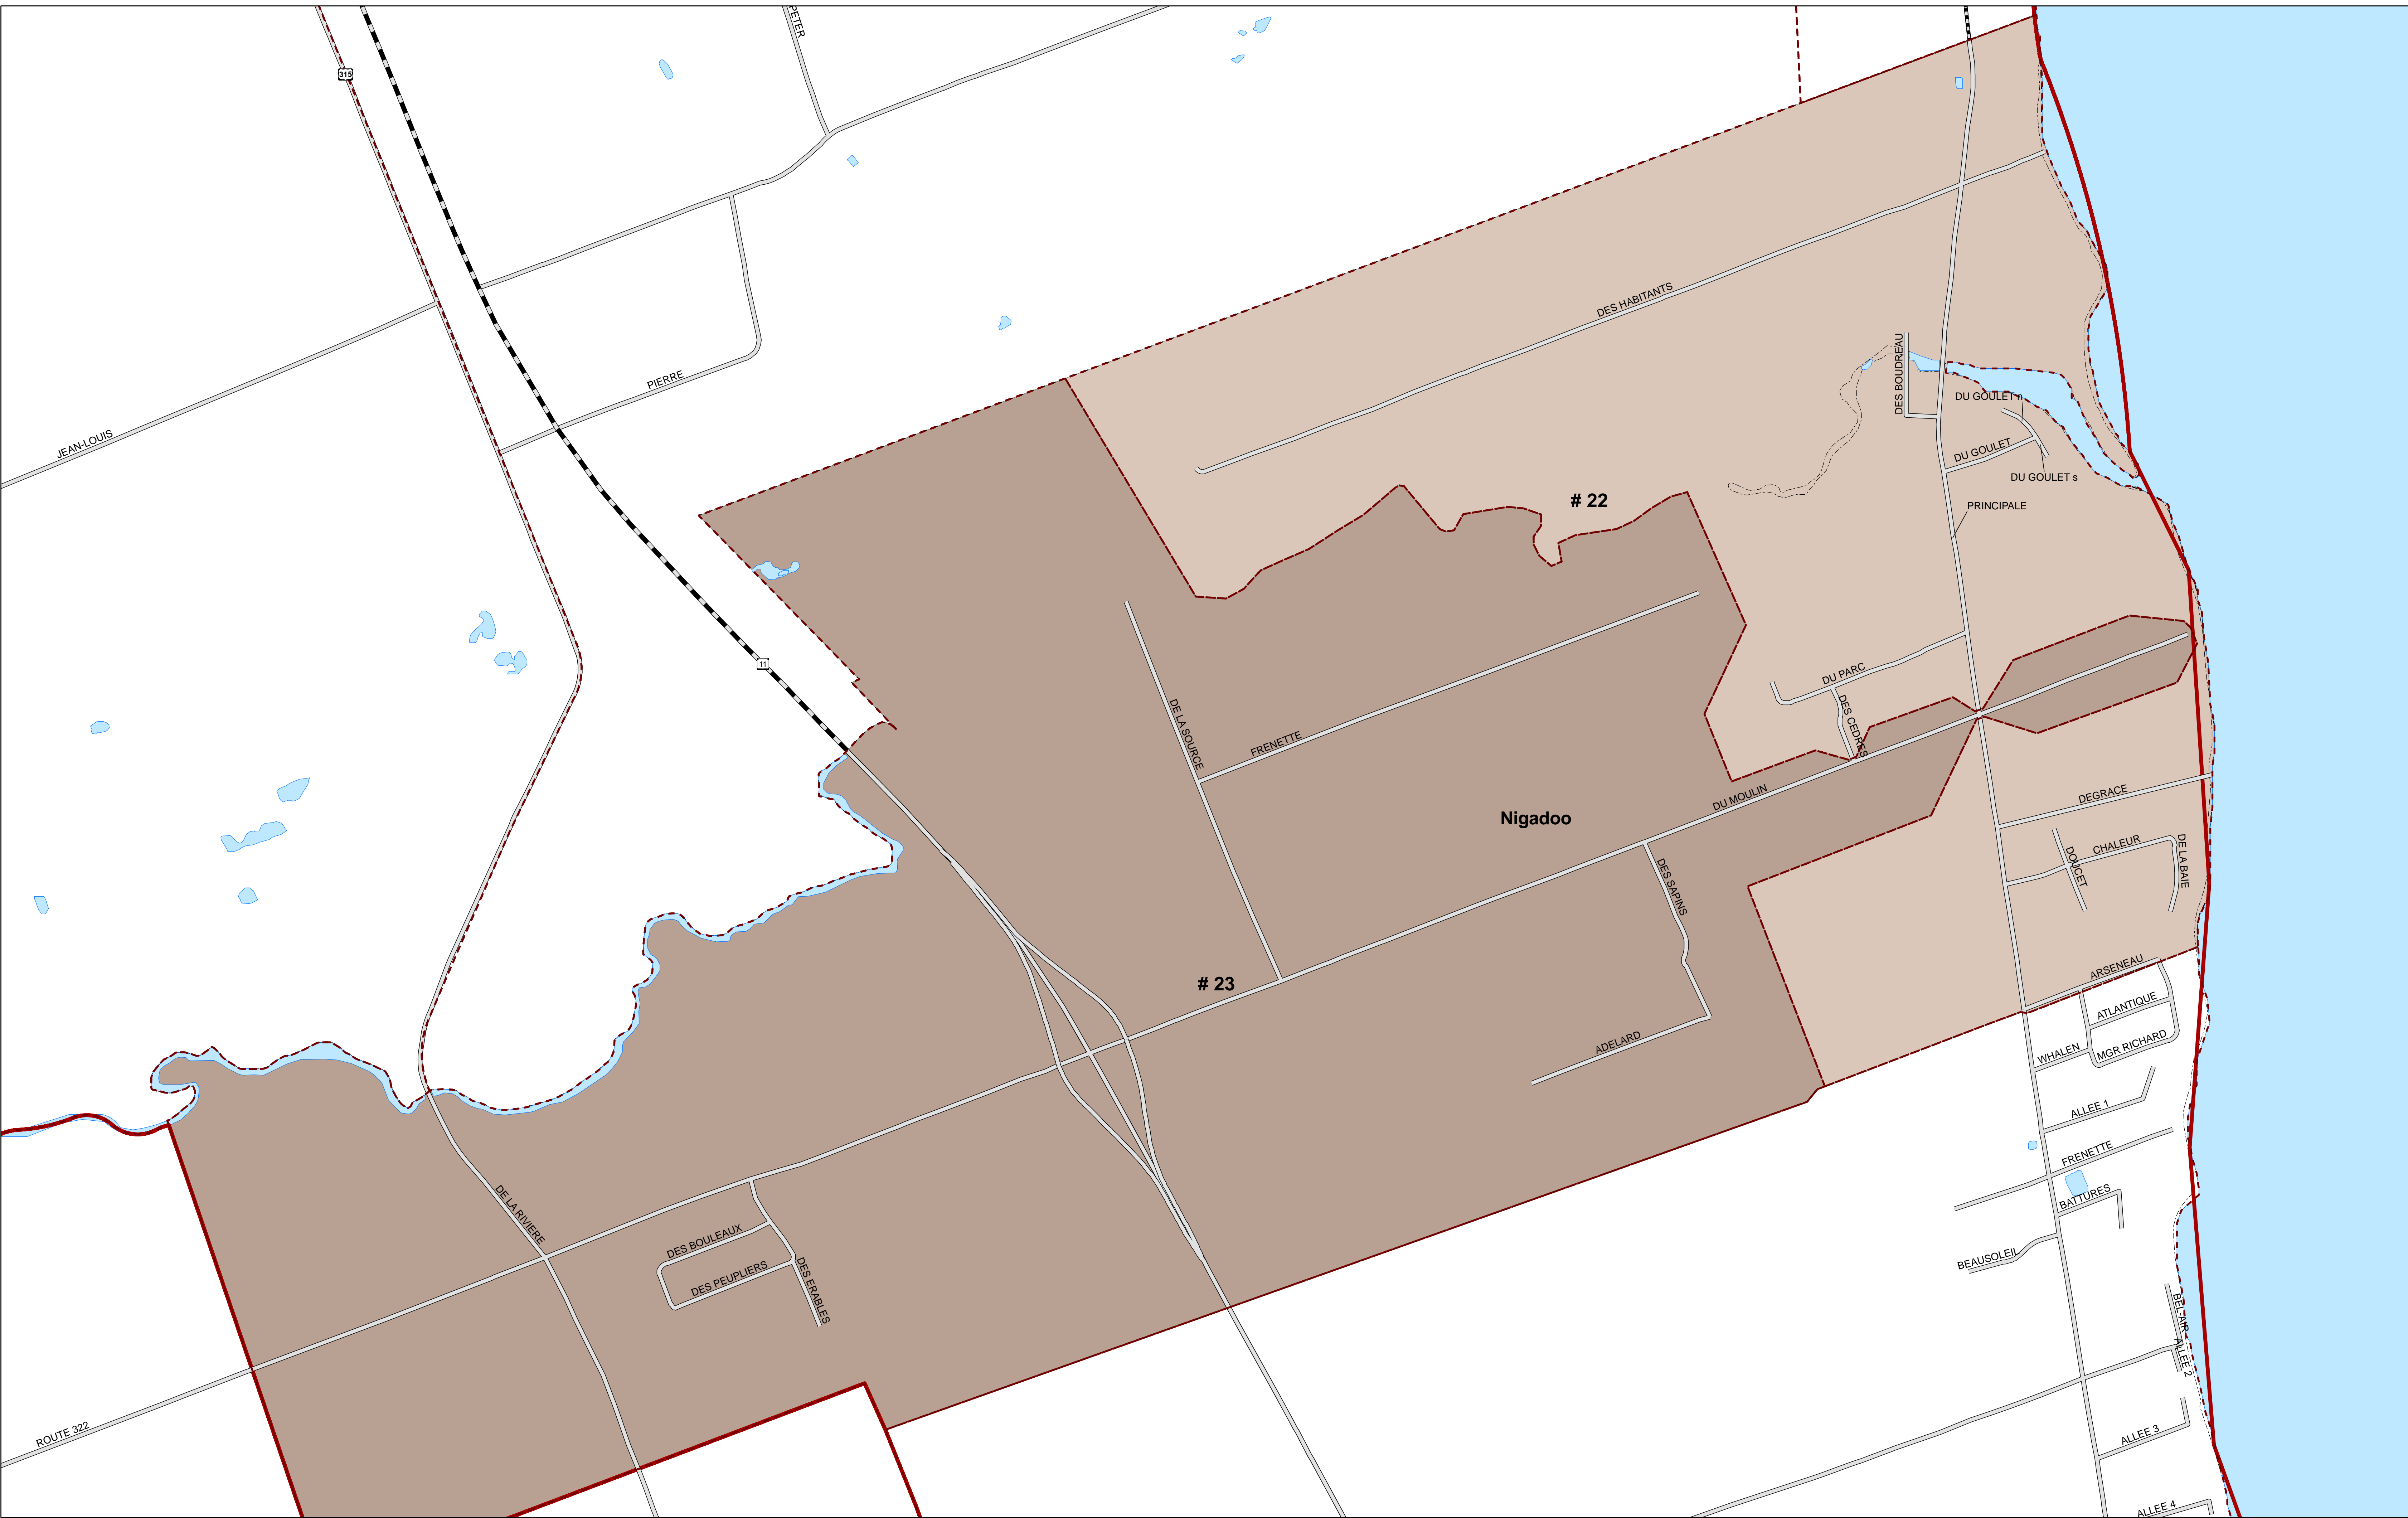 PETER
315
DES HABITANTS
DES BOUDREAU
PIERRE
DU GOULET n
JEAN-LOUIS
DU GOULET
DU GOULET s
# 22
PRINCIPALE
11
DU PARC
DES CEDRES
DE LA SOURCE
FRENETTE
DU MOULIN
DEGRACE
Nigadoo
CHALEUR
DOUCET
DE LA BAIE
DES SAPINS
# 23
ARSENEAU
ATLANTIQUE
ADELARD
WHALEN
MGR RICHARD
ALLEE 1
FRENETTE
BATTURES
DE LA RIVIERE
DES BOULEAUX
BEAUSOLEIL
DES PEUPLIERS
DES ERABLES
BEL-AIR
ALLEE 2
ROUTE 322
ALLEE 3
ALLEE 4